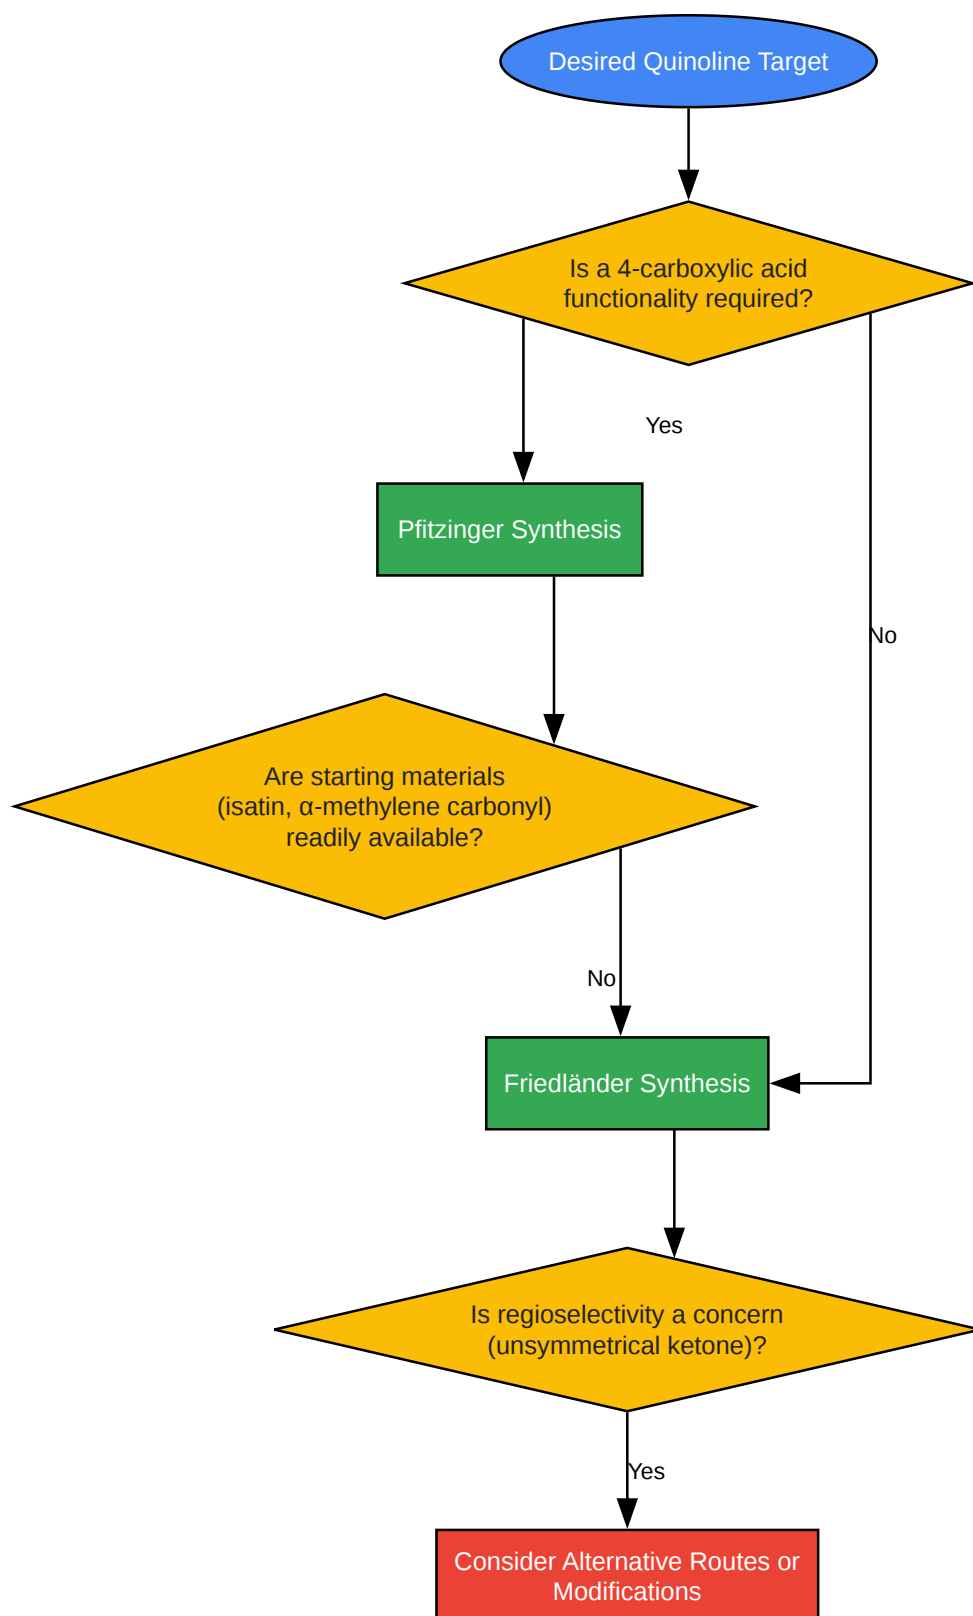 Desired Quinoline Target
Is a 4-carboxylic acid
functionality required?
Yes
Pfitzinger Synthesis
No
Are starting materials
(isatin, α-methylene carbonyl)
readily available?
No
Friedländer Synthesis
Is regioselectivity a concern
(unsymmetrical ketone)?
Yes
Consider Alternative Routes or
Modifications